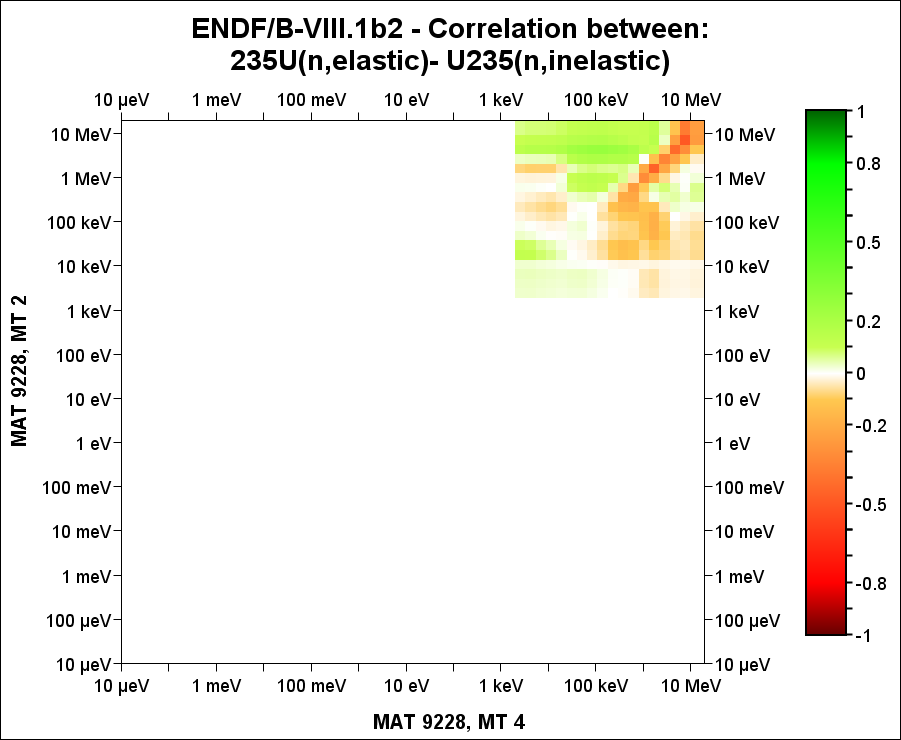 ENDF/B-VIII.1b2 - Correlation between:
235U(n,elastic)- U235(n,inelastic)
10 µeV 1 meV 100 meV 10 eV 1 keV 100 keV 10 MeV
10 MeV 10 MeV
1 MeV 1 MeV
100 keV 100 keV
10 keV 10 keV
1 keV 1 keV
100 eV 100 eV
10 eV 10 eV
1 eV 1 eV
100 meV 100 meV
10 meV 10 meV
1 meV 1 meV
100 µeV 100 µeV
10 µeV 10 µeV
10 µeV 1 meV 100 meV 10 eV 1 keV 100 keV 10 MeV
MAT 9228, MT 2
MAT 9228, MT 4
1
0.8
0.5
0.2
0
-0.2
-0.5
-0.8
-1